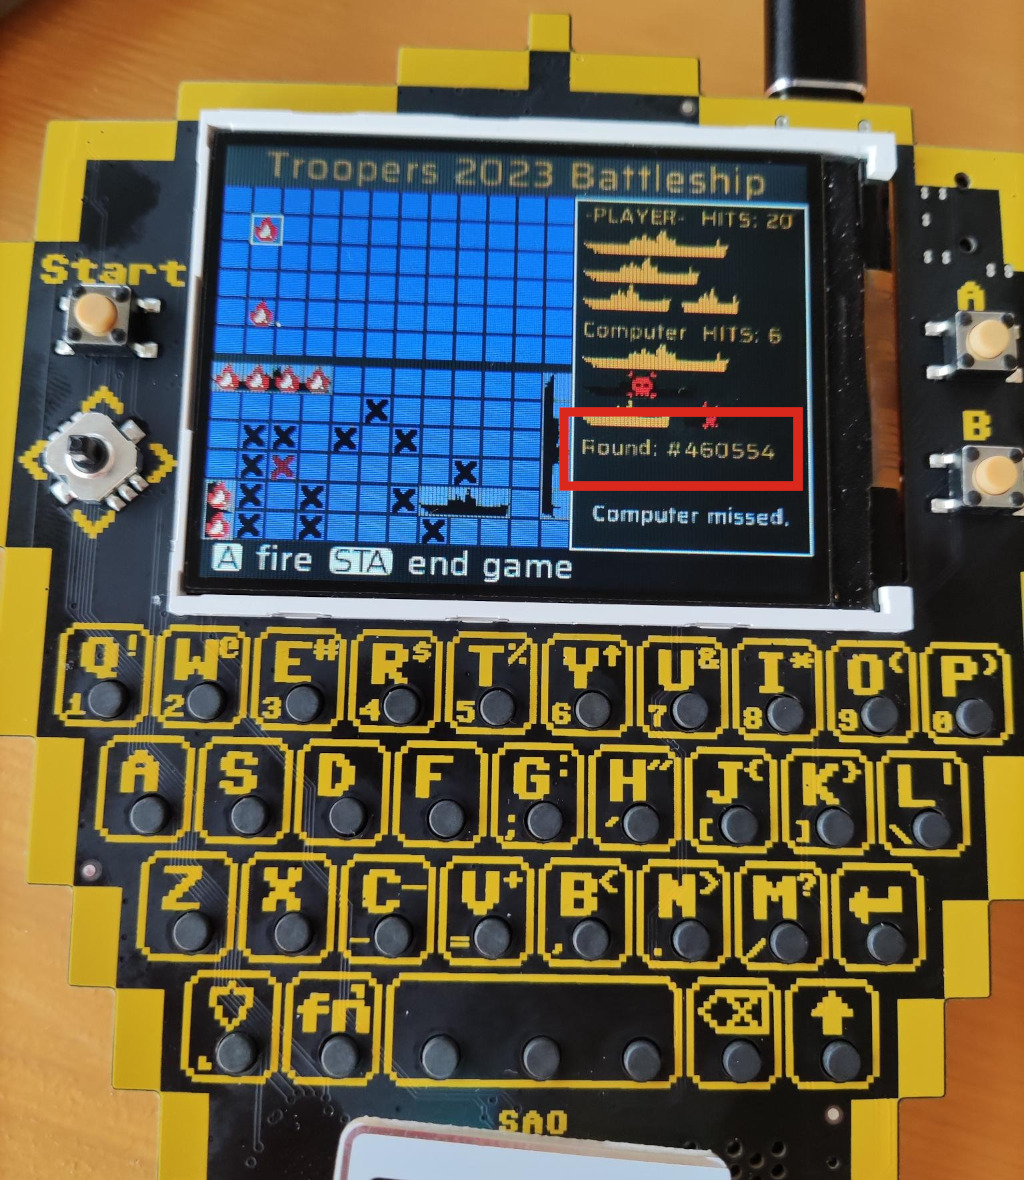 Troopers 2023 Battleship
-PLAYER- HITS: 20
Computer HITS: 6
Round: #460554
Computer missed.
A fire STA end game
Start
A
B
Q! 1 W@ 2 E# 3 R$ 4 T% 5 Y↑ 6 U& 7 I* 8 O( 9 P) 0
A S D F G: ; H" ' J{ [ K} ] L' \
Z X C- _ V+ = B< , N> . M? /
fn
SAO